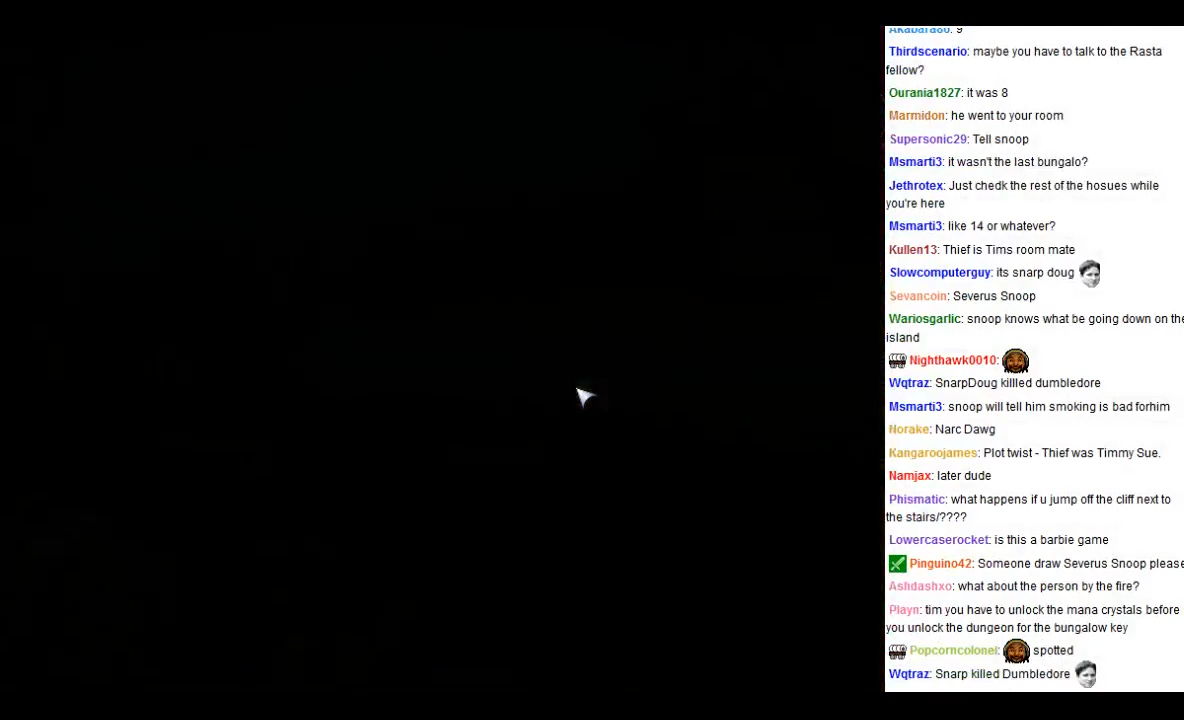 Akabara86: 9
Thirdscenario: maybe you have to talk to the Rasta
fellow?
Ourania1827: it was 8
Marmidon: he went to your room
Supersonic29: Tell snoop
Msmarti3: it wasn't the last bungalo?
Jethrotex: Just chedk the rest of the hosues while
you're here
Msmarti3: like 14 or whatever?
Kullen13: Thief is Tims room mate
Slowcomputerguy: its snarp doug
Sevancoin: Severus Snoop
Wariosgarlic: snoop knows what be going down on the
island
Nighthawk0010:
Wqtraz: SnarpDoug killled dumbledore
Msmarti3: snoop will tell him smoking is bad forhim
Norake: Narc Dawg
Kangaroojames: Plot twist - Thief was Timmy Sue.
Namjax: later dude
Phismatic: what happens if u jump off the cliff next to
the stairs/????
Lowercaserocket: is this a barbie game
Pinguino42: Someone draw Severus Snoop please
Ashdashxo: what about the person by the fire?
Playn: tim you have to unlock the mana crystals before
you unlock the dungeon for the bungalow key
Popcorncolonel: spotted
Wqtraz: Snarp killed Dumbledore